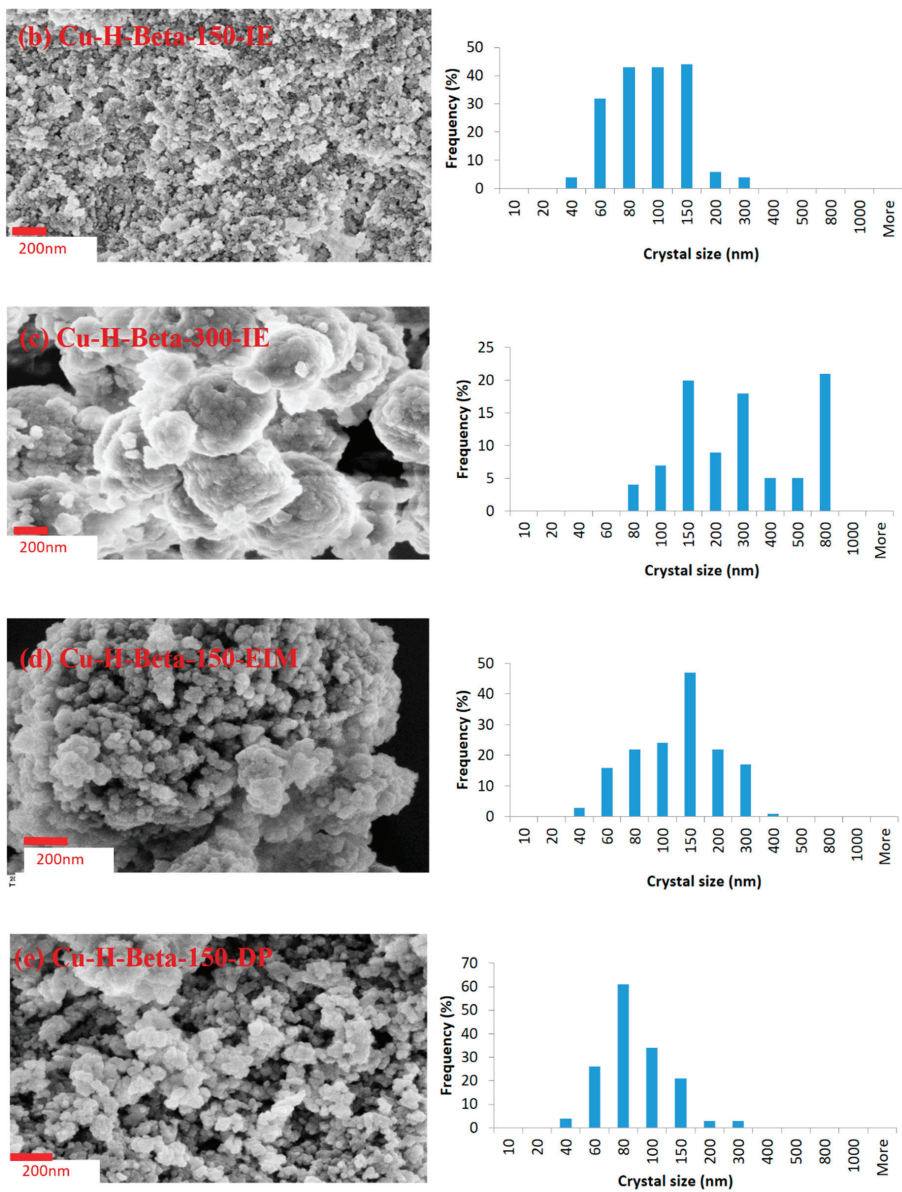 (b) Cu-H-Beta-150-IE
200nm
50
40
30
20
10
0
Frequency (%)
10 20 40 60 80 100 150 200 300 400 500 800 1000 More
Crystal size (nm)
(c) Cu-H-Beta-300-IE
200nm
25
20
15
10
5
0
Frequency (%)
10 20 40 60 80 100 150 200 300 400 500 800 1000 More
Crystal size (nm)
(d) Cu-H-Beta-150-EIM
200nm
50
40
30
20
10
0
Frequency (%)
10 20 40 60 80 100 150 200 300 400 500 800 1000 More
Crystal size (nm)
(e) Cu-H-Beta-150-DP
200nm
70
60
50
40
30
20
10
0
Frequency (%)
10 20 40 60 80 100 150 200 300 400 500 800 1000 More
Crystal size (nm)